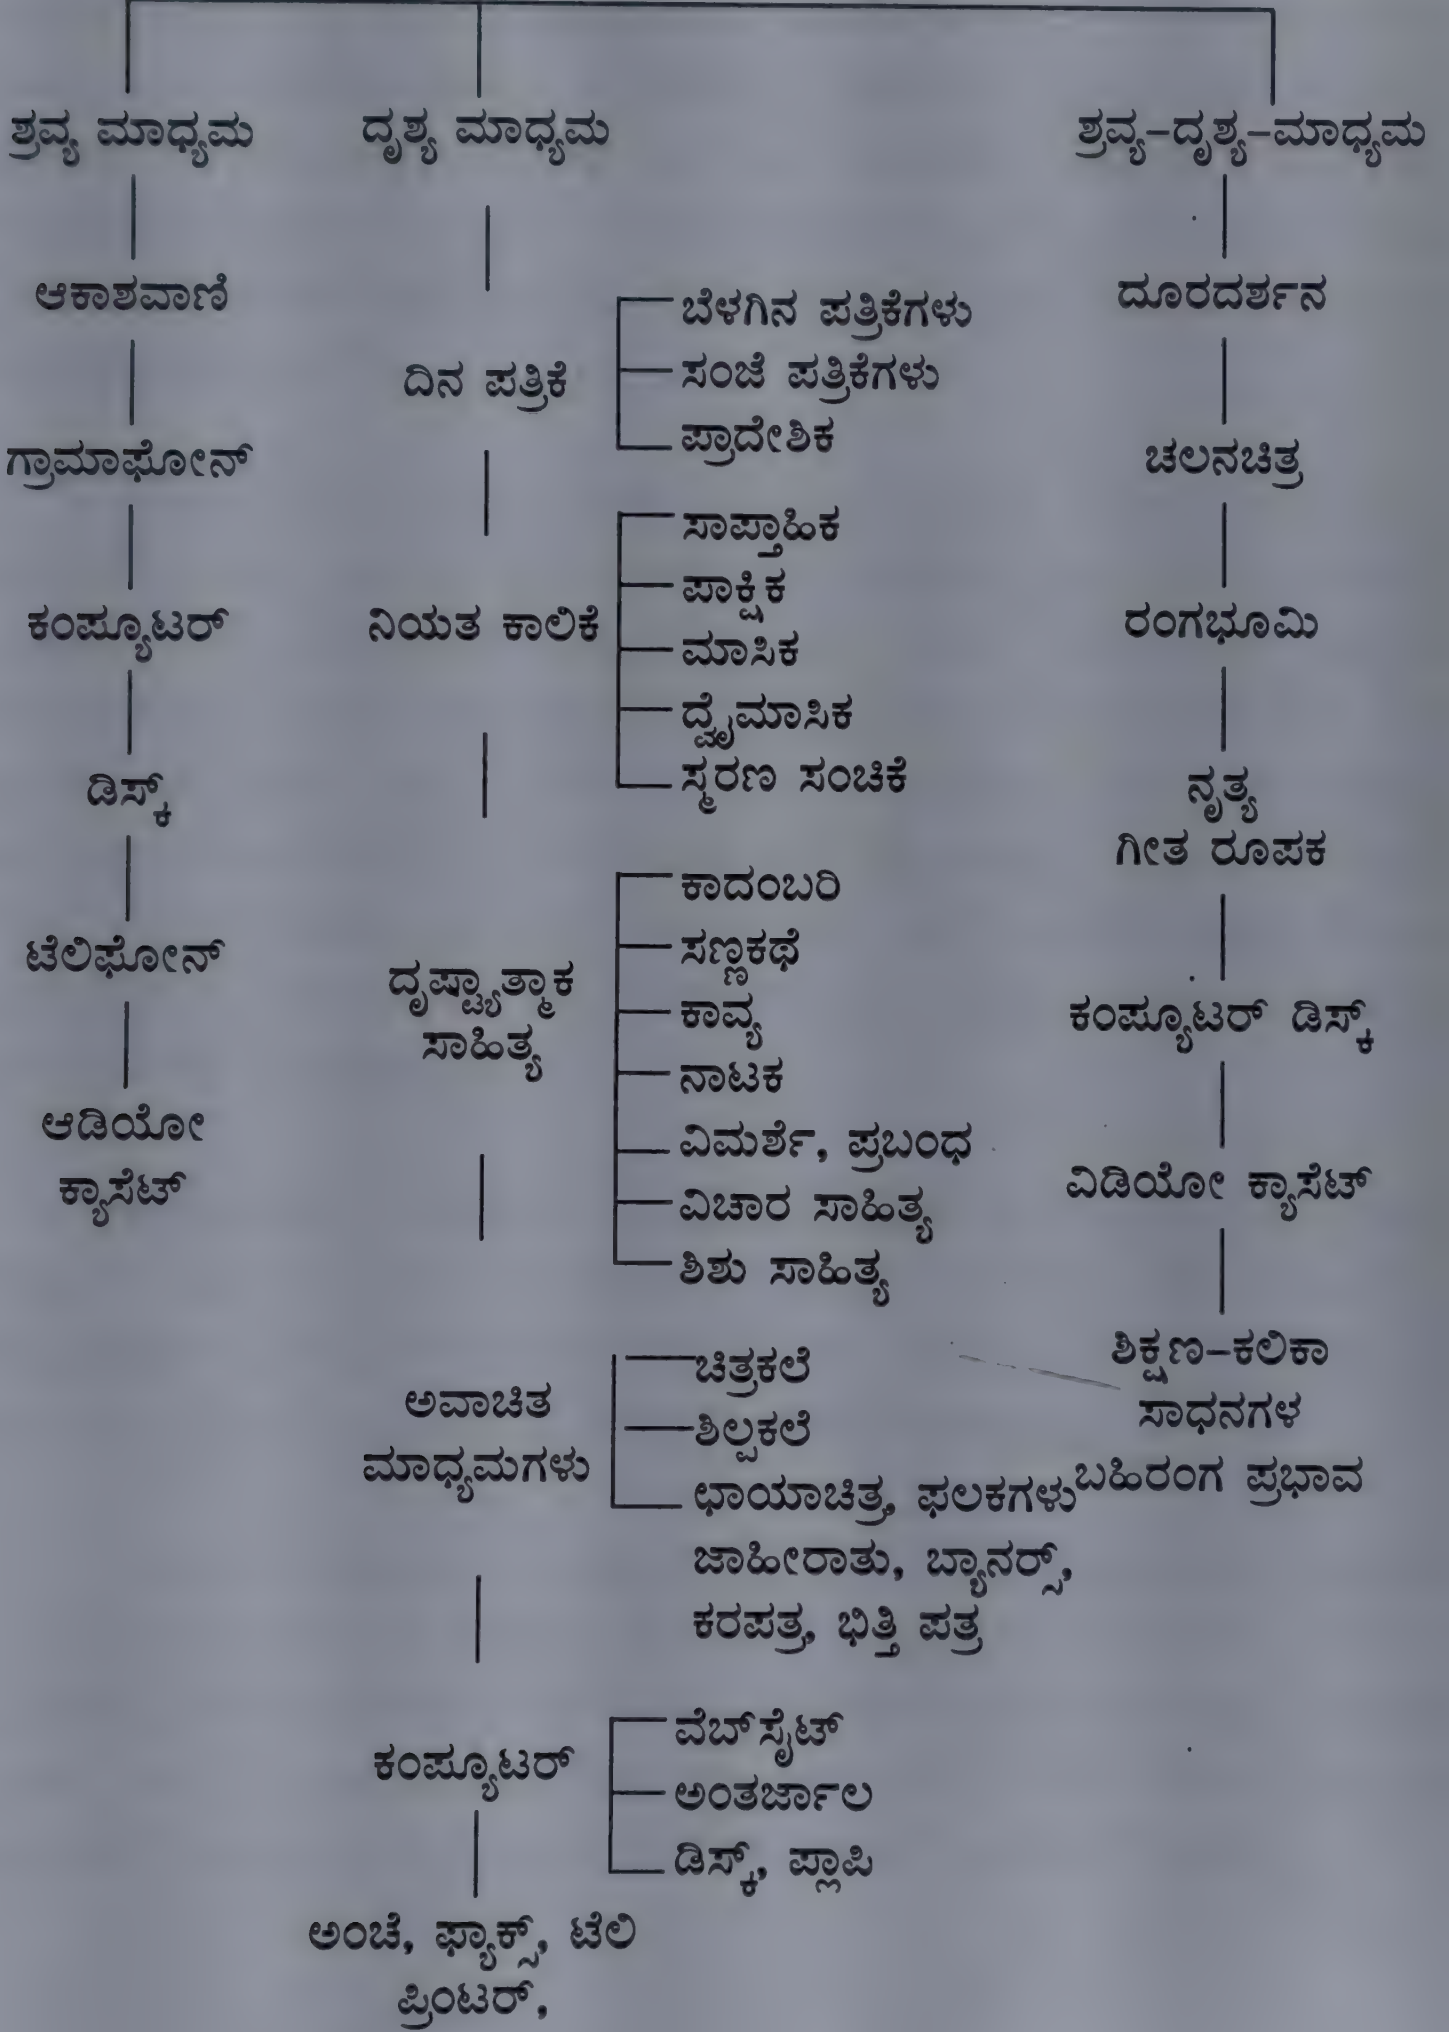 ಶ್ರವ್ಯ ಮಾಧ್ಯಮ
ಆಕಾಶವಾಣಿ
ಗ್ರಾಮಾಫೋನ್
ಕಂಪ್ಯೂಟರ್
ಡಿಸ್ಕ್
ಟೆಲಿಫೋನ್
ಆಡಿಯೋ
ಕ್ಯಾಸೆಟ್
ದೃಶ್ಯ ಮಾಧ್ಯಮ
ದಿನ ಪತ್ರಿಕೆ
ಬೆಳಗಿನ ಪತ್ರಿಕೆಗಳು
ಸಂಜೆ ಪತ್ರಿಕೆಗಳು
ಪ್ರಾದೇಶಿಕ
ನಿಯತ ಕಾಲಿಕೆ
ಸಾಪ್ತಾಹಿಕ
ಪಾಕ್ಷಿಕ
ಮಾಸಿಕ
ದ್ವೈಮಾಸಿಕ
ಸ್ಮರಣ ಸಂಚಿಕೆ
ದೃಷ್ಟ್ಯಾತ್ಮಾಕ
ಸಾಹಿತ್ಯ
ಕಾದಂಬರಿ
ಸಣ್ಣಕಥೆ
ಕಾವ್ಯ
ನಾಟಕ
ವಿಮರ್ಶೆ, ಪ್ರಬಂಧ
ವಿಚಾರ ಸಾಹಿತ್ಯ
ಶಿಶು ಸಾಹಿತ್ಯ
ಅವಾಚಿತ
ಮಾಧ್ಯಮಗಳು
ಚಿತ್ರಕಲೆ
ಶಿಲ್ಪಕಲೆ
ಛಾಯಾಚಿತ್ರ, ಫಲಕಗಳು
ಜಾಹೀರಾತು, ಬ್ಯಾನರ್ಸ್,
ಕರಪತ್ರ, ಭಿತ್ತಿ ಪತ್ರ
ಕಂಪ್ಯೂಟರ್
ವೆಬ್‌ಸೈಟ್
ಅಂತರ್ಜಾಲ
ಡಿಸ್ಕ್, ಪ್ಲಾಪಿ
ಅಂಚೆ, ಫ್ಯಾಕ್ಸ್, ಟೆಲಿ
ಪ್ರಿಂಟರ್,
ಶ್ರವ್ಯ–ದೃಶ್ಯ–ಮಾಧ್ಯಮ
ದೂರದರ್ಶನ
ಚಲನಚಿತ್ರ
ರಂಗಭೂಮಿ
ನೃತ್ಯ
ಗೀತ ರೂಪಕ
ಕಂಪ್ಯೂಟರ್ ಡಿಸ್ಕ್
ವಿಡಿಯೋ ಕ್ಯಾಸೆಟ್
ಶಿಕ್ಷಣ–ಕಲಿಕಾ
ಸಾಧನಗಳ
ಬಹಿರಂಗ ಪ್ರಭಾವ